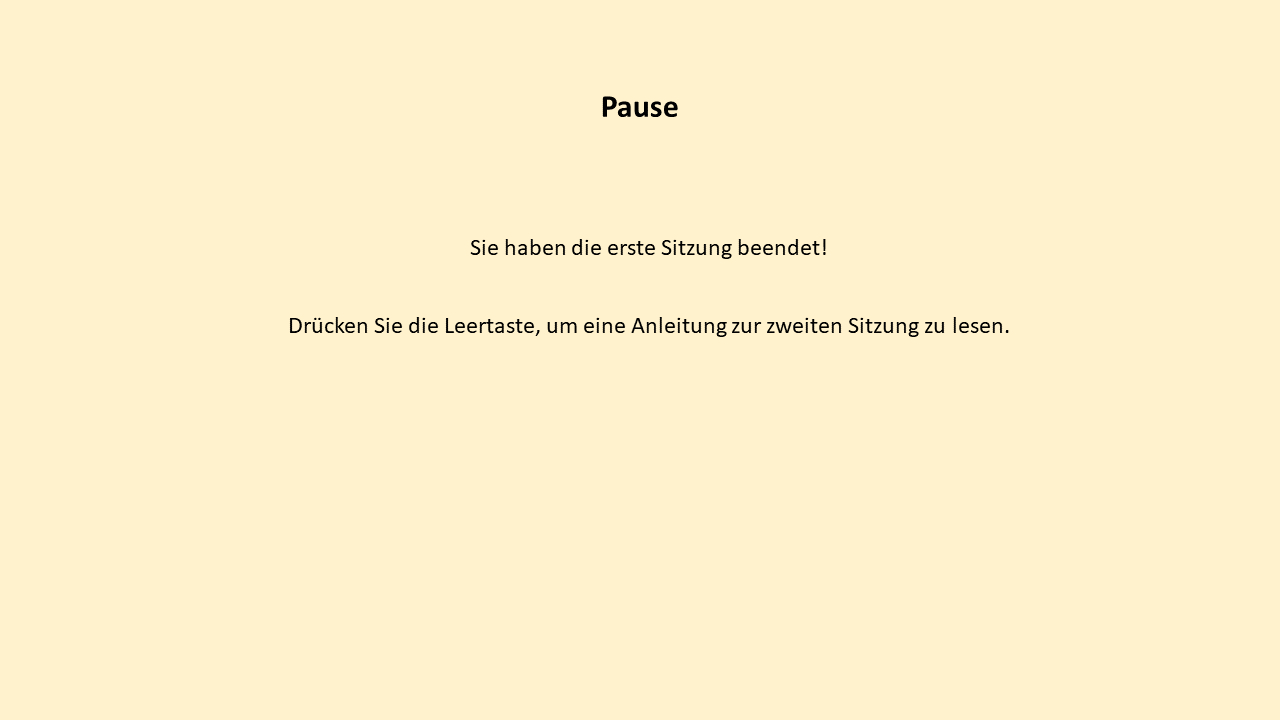 Pause
Sie haben die erste Sitzung beendet!
Drücken Sie die Leertaste, um eine Anleitung zur zweiten Sitzung zu lesen.